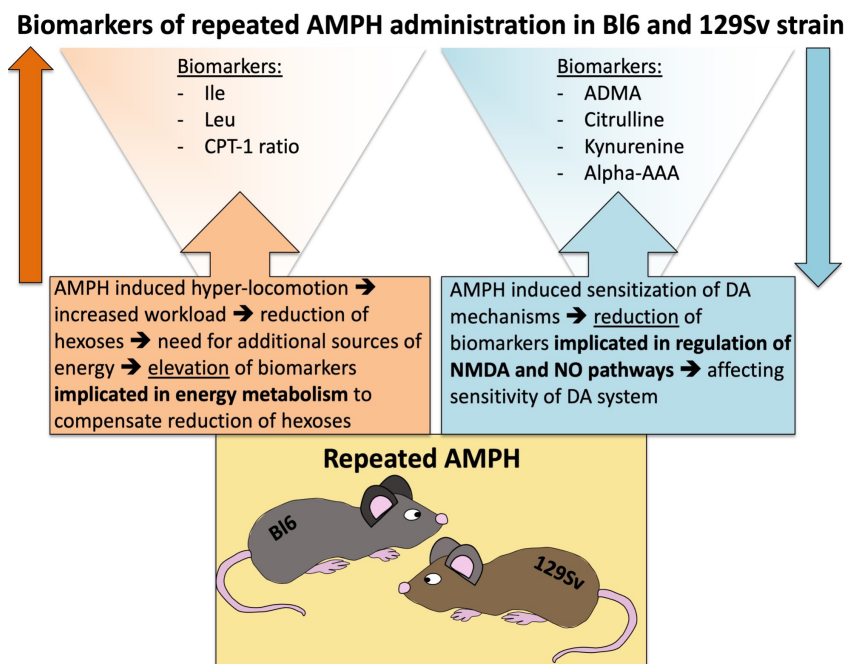 Biomarkers of repeated AMPH administration in Bl6 and 129Sv strain
Biomarkers:
- Ile
- Leu
- CPT-1 ratio
Biomarkers:
- ADMA
- Citrulline
- Kynurenine
- Alpha-AAA
AMPH induced hyper-locomotion ➔
increased workload ➔ reduction of
hexoses ➔ need for additional sources of
energy ➔ elevation of biomarkers
implicated in energy metabolism to
compensate reduction of hexoses
AMPH induced sensitization of DA
mechanisms ➔ reduction of
biomarkers implicated in regulation of
NMDA and NO pathways ➔ affecting
sensitivity of DA system
Repeated AMPH
Bl6
129Sv